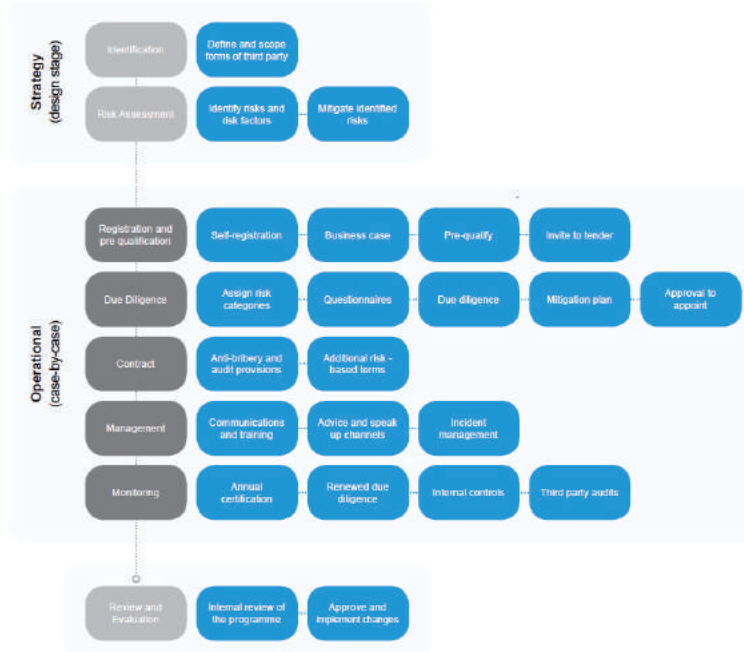 Strategy
(design stage)
Identification
Define and scope
forms of third party
Risk Assessment
Identify risks and
risk factors
Mitigate identified
risks
Operational
(case-by-case)
Registration and
pre qualification
Self-registration
Business case
Pre-qualify
Invite to tender
Due Diligence
Assign risk
categories
Questionnaires
Due diligence
Mitigation plan
Approval to
appoint
Contract
Anti-bribery and
audit provisions
Additional risk -
based terms
Management
Communications
and training
Advice and speak
up channels
Incident
management
Monitoring
Annual
certification
Renewed due
diligence
Internal controls
Third party audits
Review and
Evaluation
Internal review of
the programme
Approve and
implement changes